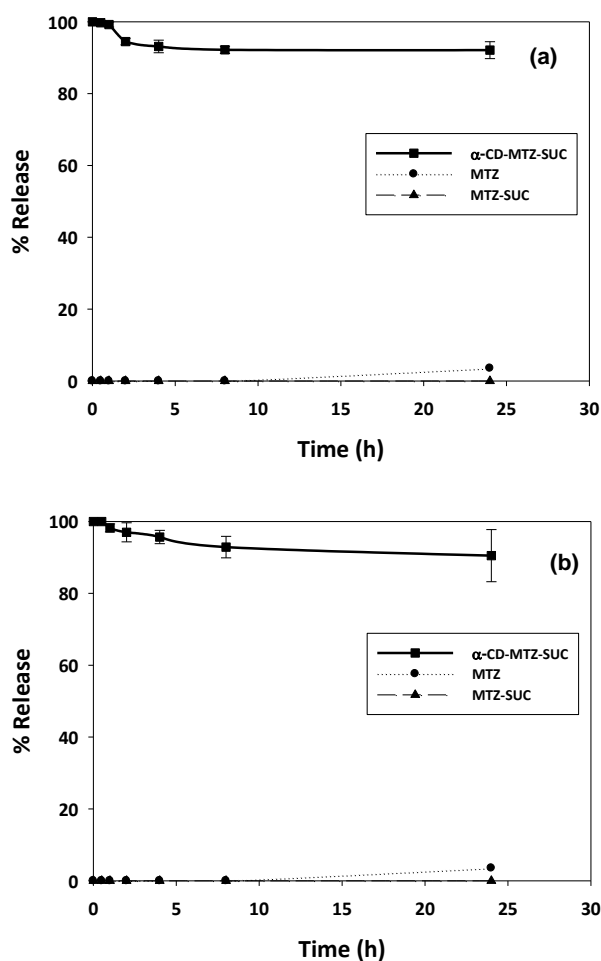 100
(a)
80
α-CD-MTZ-SUC
MTZ
MTZ-SUC
60
40
20
0
% Release
0 5 10 15 20 25 30
Time (h)
100
(b)
80
α-CD-MTZ-SUC
MTZ
MTZ-SUC
60
40
20
0
% Release
0 5 10 15 20 25 30
Time (h)